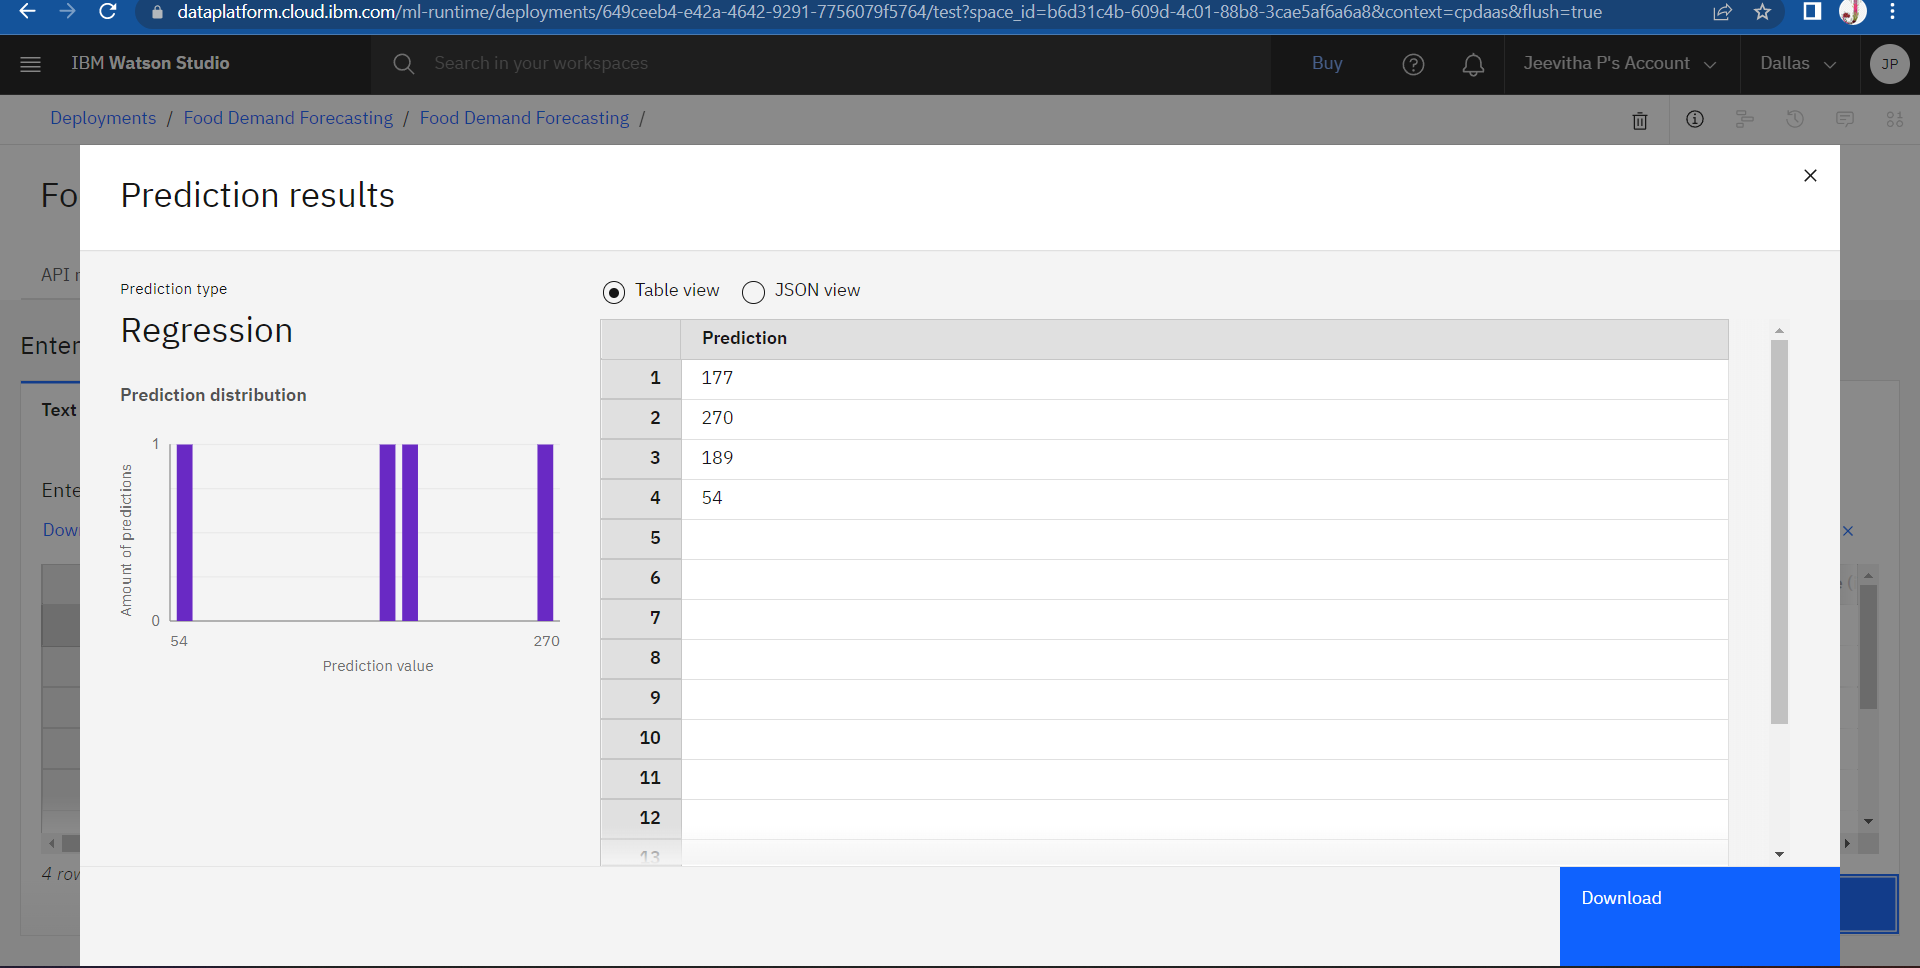 dataplatform.cloud.ibm.com/ml-runtime/deployments/649ceeb4-e42a-4642-9291-7756079f5764/test?space_id=b6d31c4b-609d-4c01-88b8-3cae5af6a6a8&context=cpdaas&flush=true
IBM Watson Studio
Search in your workspaces
Buy
Jeevitha P's Account
Dallas
JP
Deployments / Food Demand Forecasting / Food Demand Forecasting /
Fo
Prediction results
API r
Prediction type
Regression
Table view
JSON view
Enter
Text
Prediction distribution
1
0
54
270
Amount of predictions
Prediction value
Prediction
1 177
2 270
3 189
4 54
5
6
7
8
9
10
11
12
13
Ente
Dow
4 rov
Download